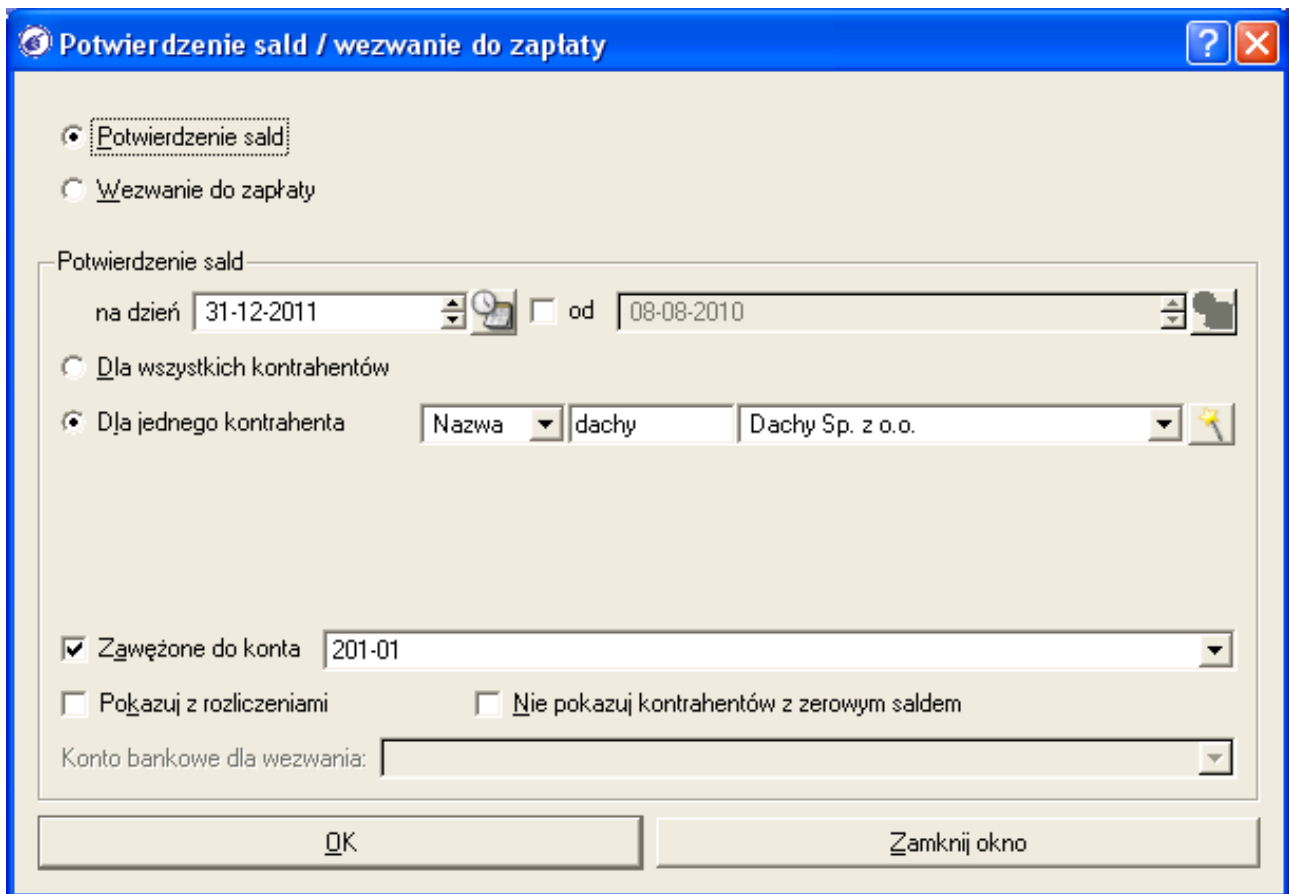 Potwierdzenie sald / wezwanie do zapłaty
Potwierdzenie sald
Wezwanie do zapłaty
Potwierdzenie sald
na dzień 31-12-2011 od 08-08-2010
Dla wszystkich kontrahentów
Dla jednego kontrahenta Nazwa dachy Dachy Sp. z o.o.
Zawężone do konta 201-01
Pokazuj z rozliczeniami Nie pokazuj kontrahentów z zerowym saldem
Konto bankowe dla wezwania:
OK Zamknij okno